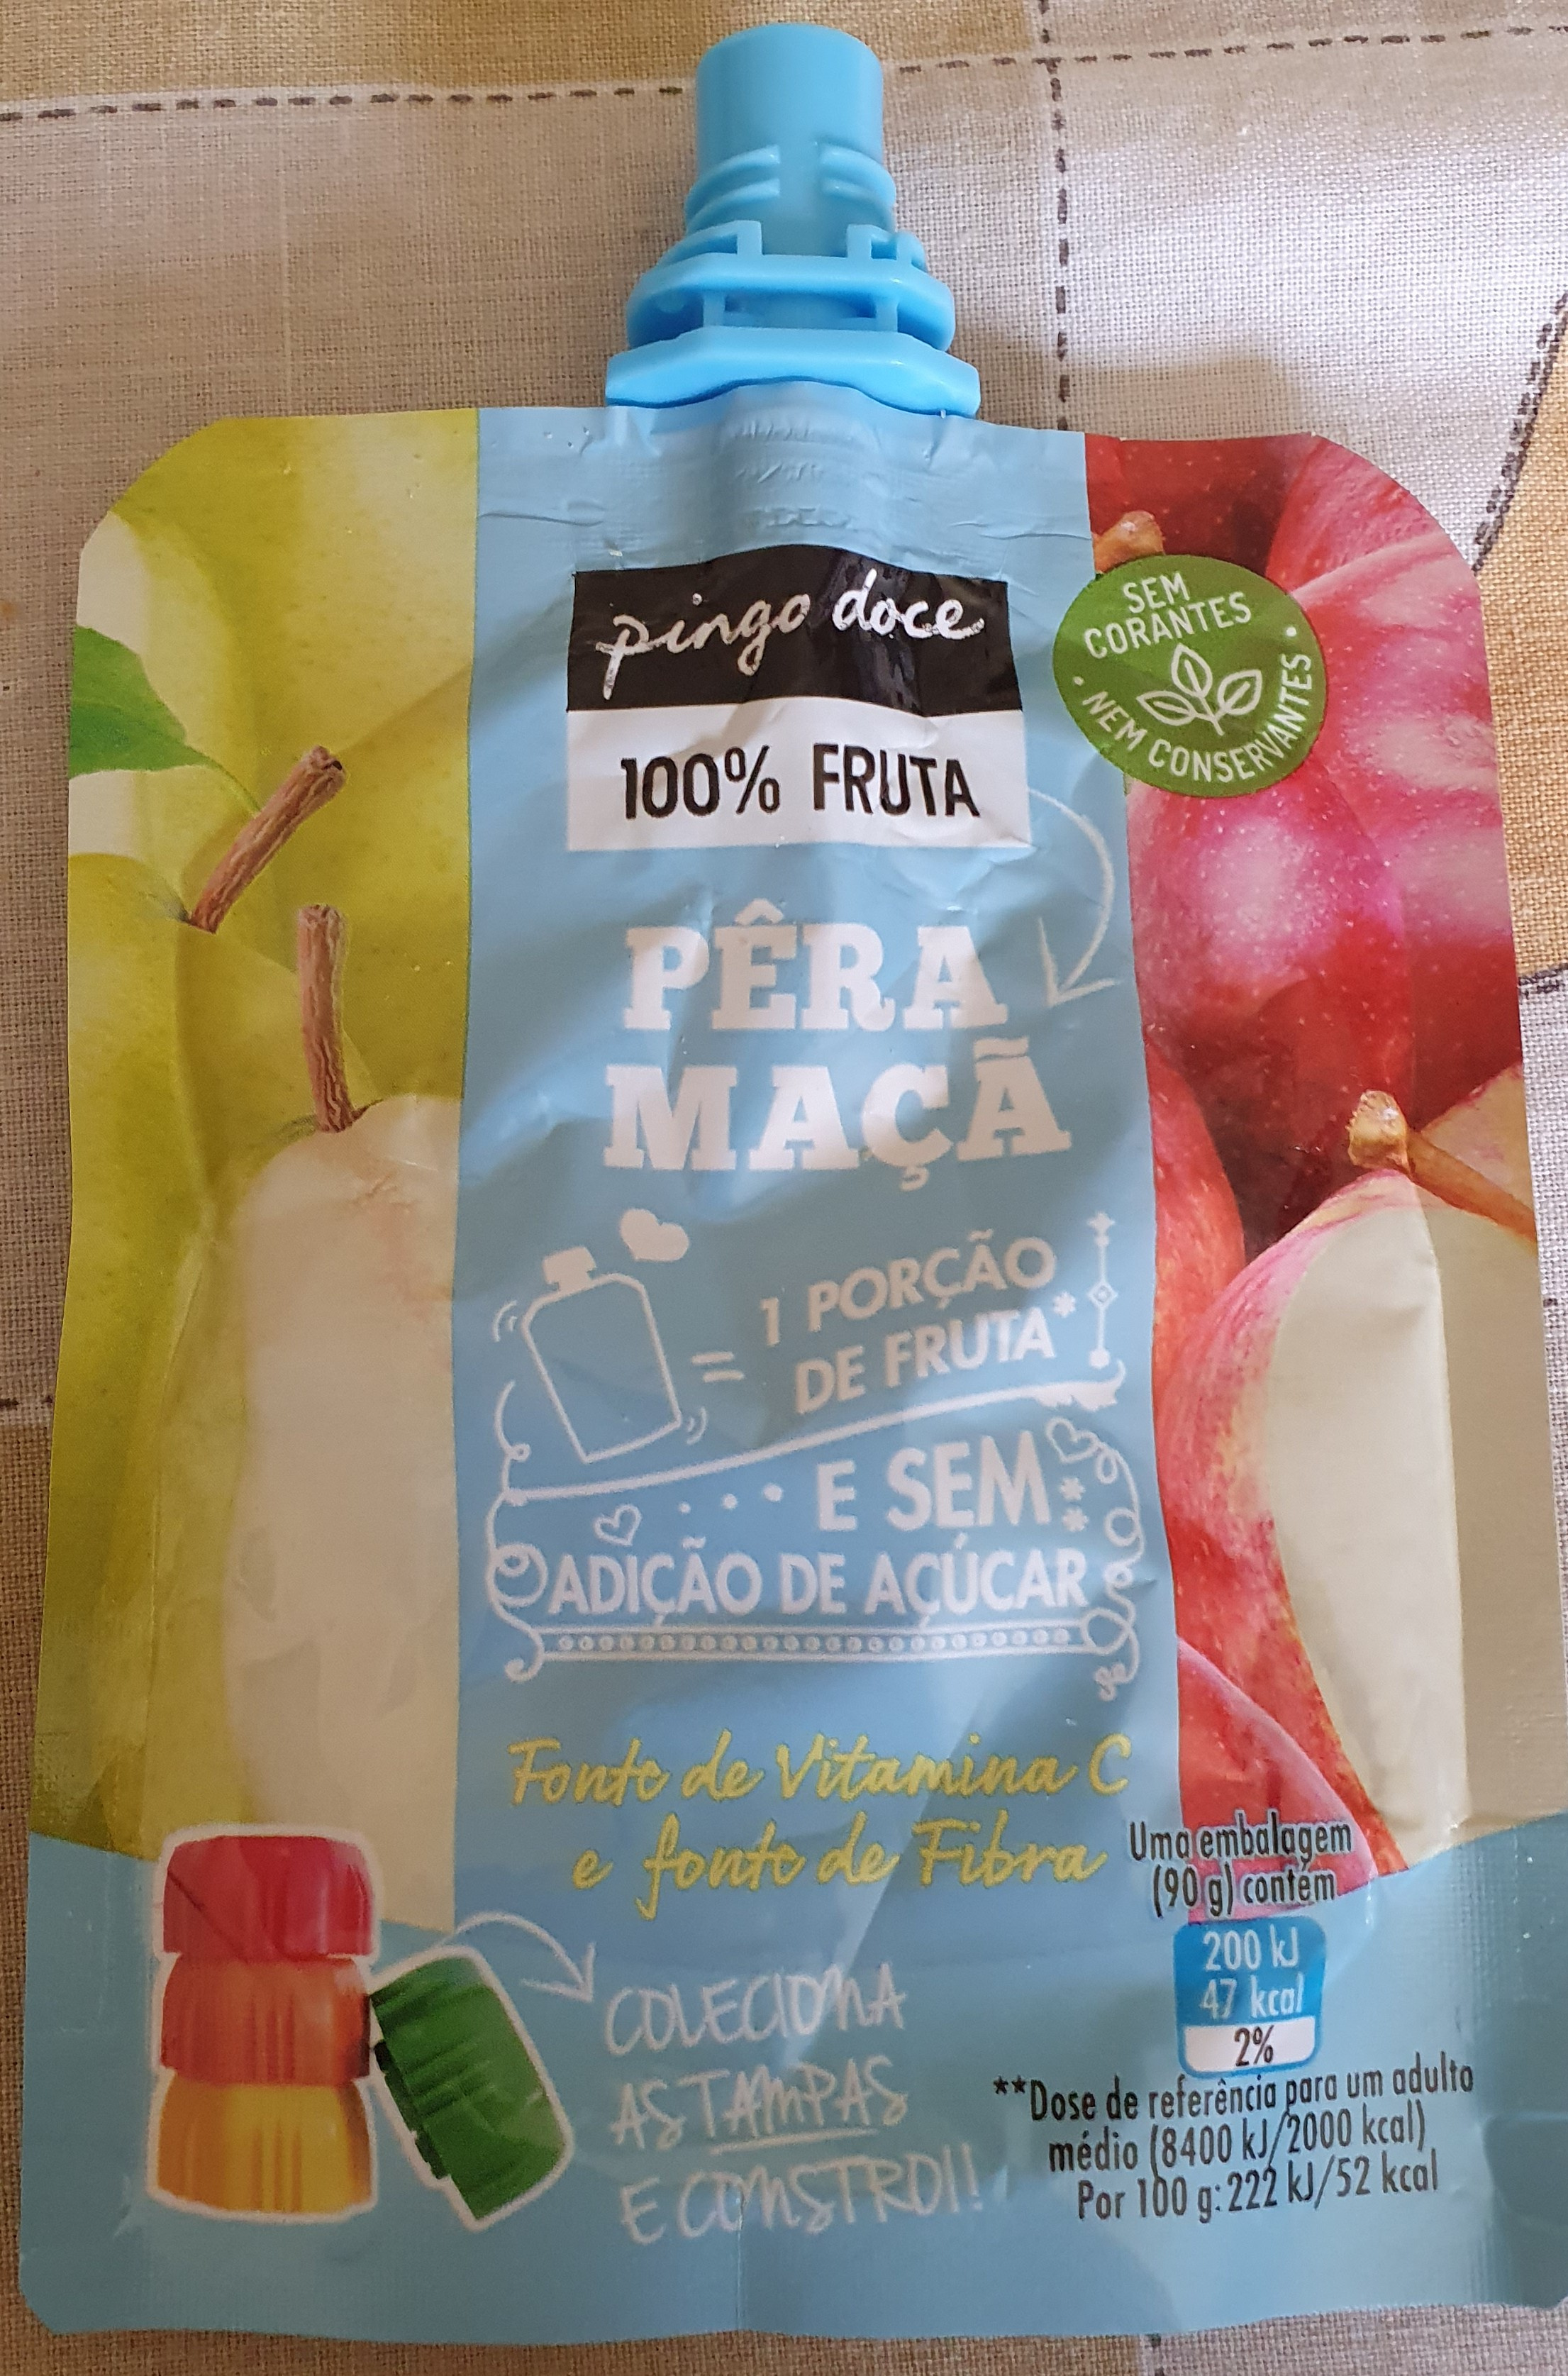 pingo doce
100% FRUTA
SEM
CORANTES
• NEM CONSERVANTES •
PÊRA
MAÇÃ
= 1 PORÇÃO
DE FRUTA*
E SEM
ADIÇÃO DE AÇÚCAR
Fonte de Vitamina C
e fonte de Fibra
Uma embalagem
(90 g) contém
200 kJ
47 kcal
2%
**Dose de referência para um adulto
médio (8400 kJ/2000 kcal)
Por 100 g: 222 kJ/52 kcal
COLECIONA
AS TAMPAS
E CONSTROI!